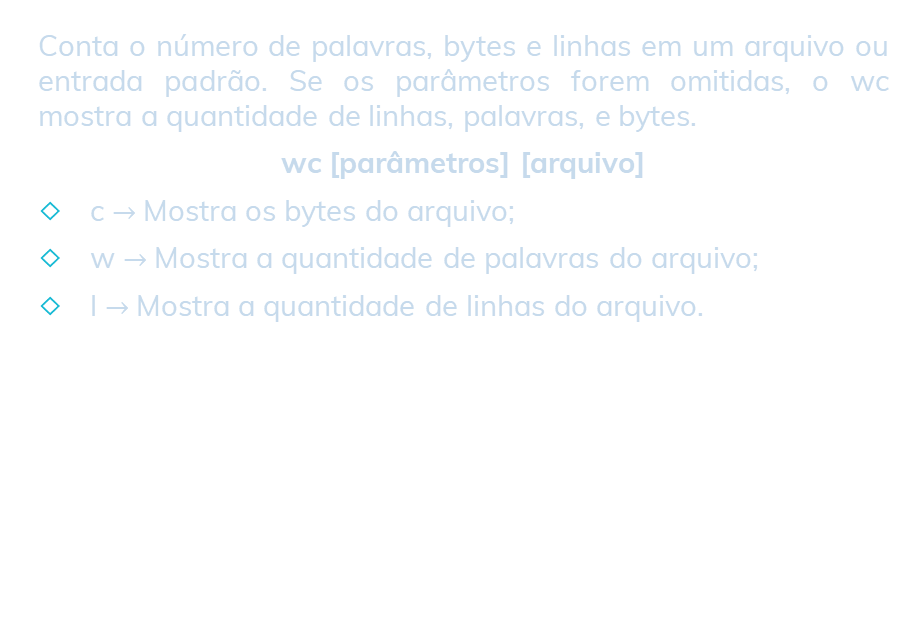 Conta o número de palavras, bytes e linhas em um arquivo ou
entrada padrão. Se os parâmetros forem omitidas, o wc
mostra a quantidade de linhas, palavras, e bytes.
wc [parâmetros] [arquivo]
c → Mostra os bytes do arquivo;
w → Mostra a quantidade de palavras do arquivo;
l → Mostra a quantidade de linhas do arquivo.